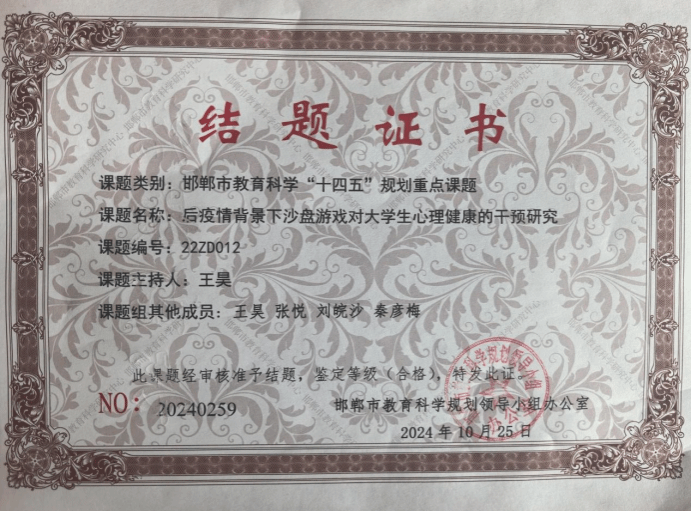 结题证书
课题类别：邯郸市教育科学“十四五”规划重点课题
课题名称：后疫情背景下沙盘游戏对大学生心理健康的干预研究
课题编号：22ZD012
课题主持人：王昊
课题组其他成员：王昊 张悦 刘皖沙 秦彦梅
此课题经审核准予结题，鉴定等级（合格），特发此证。
NO：20240259
邯郸市教育科学规划领导小组办公室
2024年10月25日